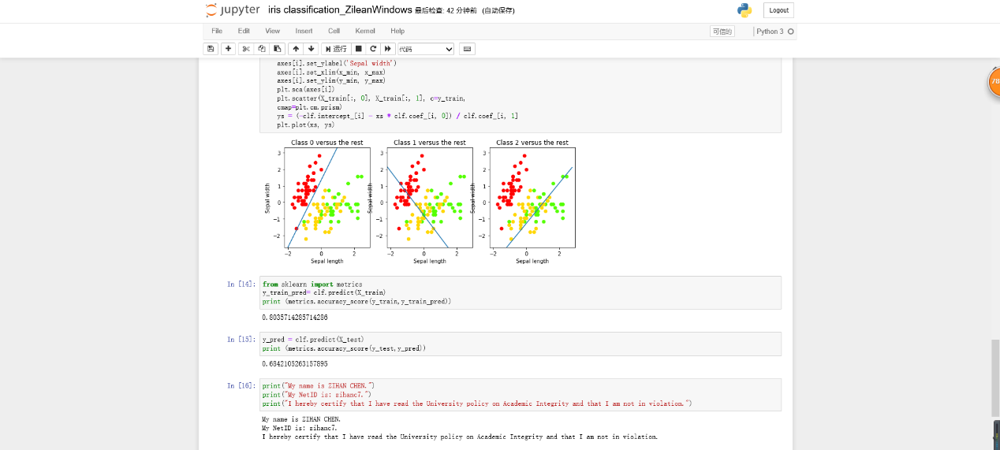 jupyter iris classification_ZileanWindows 最后检查: 42 分钟前 (自动保存) Logout
File Edit View Insert Cell Kernel Help 可信的 Python 3
运行 代码
axes[i].set_ylabel('Sepal width')
axes[i].set_xlim(x_min, x_max)
axes[i].set_ylim(y_min, y_max)
plt.sca(axes[i])
plt.scatter(X_train[:, 0], X_train[:, 1], c=y_train,
cmap=plt.cm.prism)
ys = (-clf.intercept_[i] - xs * clf.coef_[i, 0]) / clf.coef_[i, 1]
plt.plot(xs, ys)
Class 0 versus the rest Class 1 versus the rest Class 2 versus the rest
3 3 3
2 2 2
1 1 1
0 0 0
−1 −1 −1
−2 −2 −2
Sepal width Sepal width Sepal width
−2 0 2 −2 0 2 −2 0 2
Sepal length Sepal length Sepal length
In [14]: from sklearn import metrics
y_train_pred= clf.predict(X_train)
print (metrics.accuracy_score(y_train,y_train_pred))
0.8035714285714286
In [15]: y_pred = clf.predict(X_test)
print (metrics.accuracy_score(y_test,y_pred))
0.6842105263157895
In [16]: print("My name is ZIHAN CHEN.")
print("My NetID is: zihanc7.")
print("I hereby certify that I have read the University policy on Academic Integrity and that I am not in violation.")
My name is ZIHAN CHEN.
My NetID is: zihanc7.
I hereby certify that I have read the University policy on Academic Integrity and that I am not in violation.
78